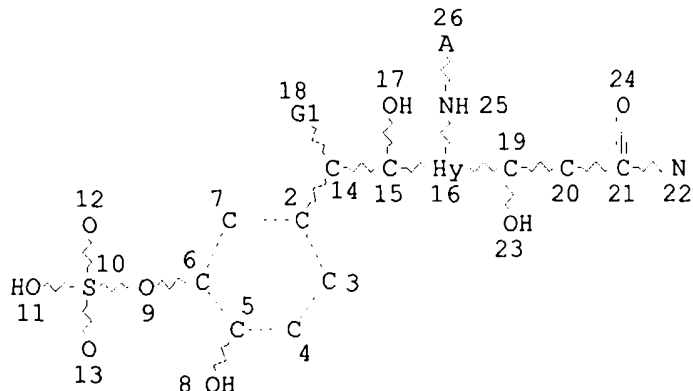 26
A
17 24
18 OH NH 25 O
G1 19
C C Hy C C C N
12 14 15 16 20 21 22
7 2
O C C OH
23
10 6
HO S O C C 3
11 9 5
C C
O 4
13
8 OH